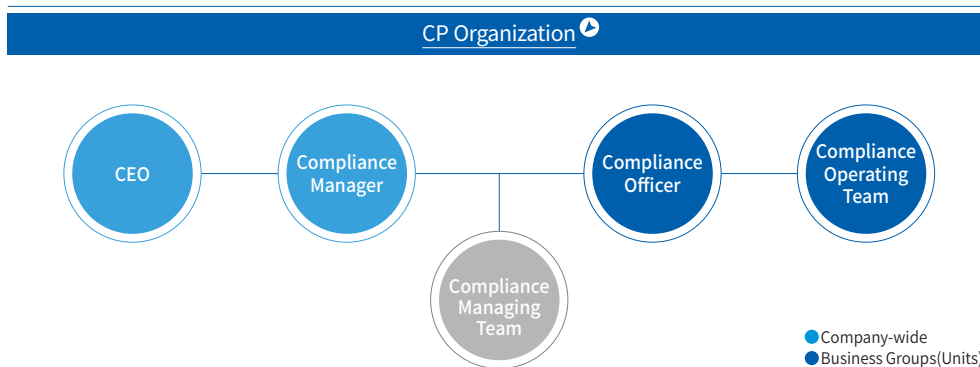 CP Organization
CEO
Compliance
Manager
Compliance
Managing
Team
Compliance
Officer
Compliance
Operating
Team
Company-wide
Business Groups(Units)